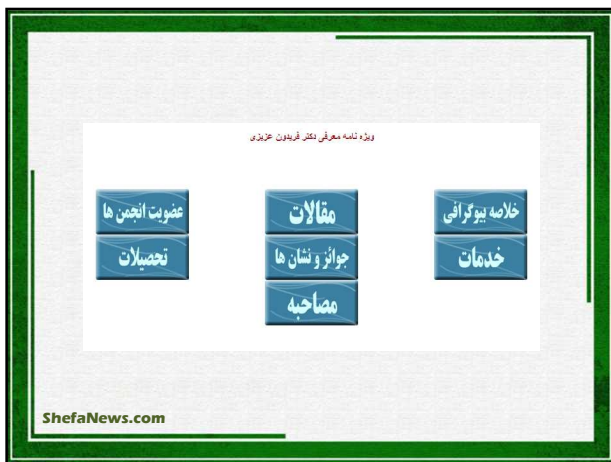 ویژه نامه معرفی دکتر فریدون عزیزی
خلاصه بیوگرافی
مقالات
عضویت انجمن ها
خدمات
جوائز و نشان ها
تحصیلات
مصاحبه
ShefaNews.com